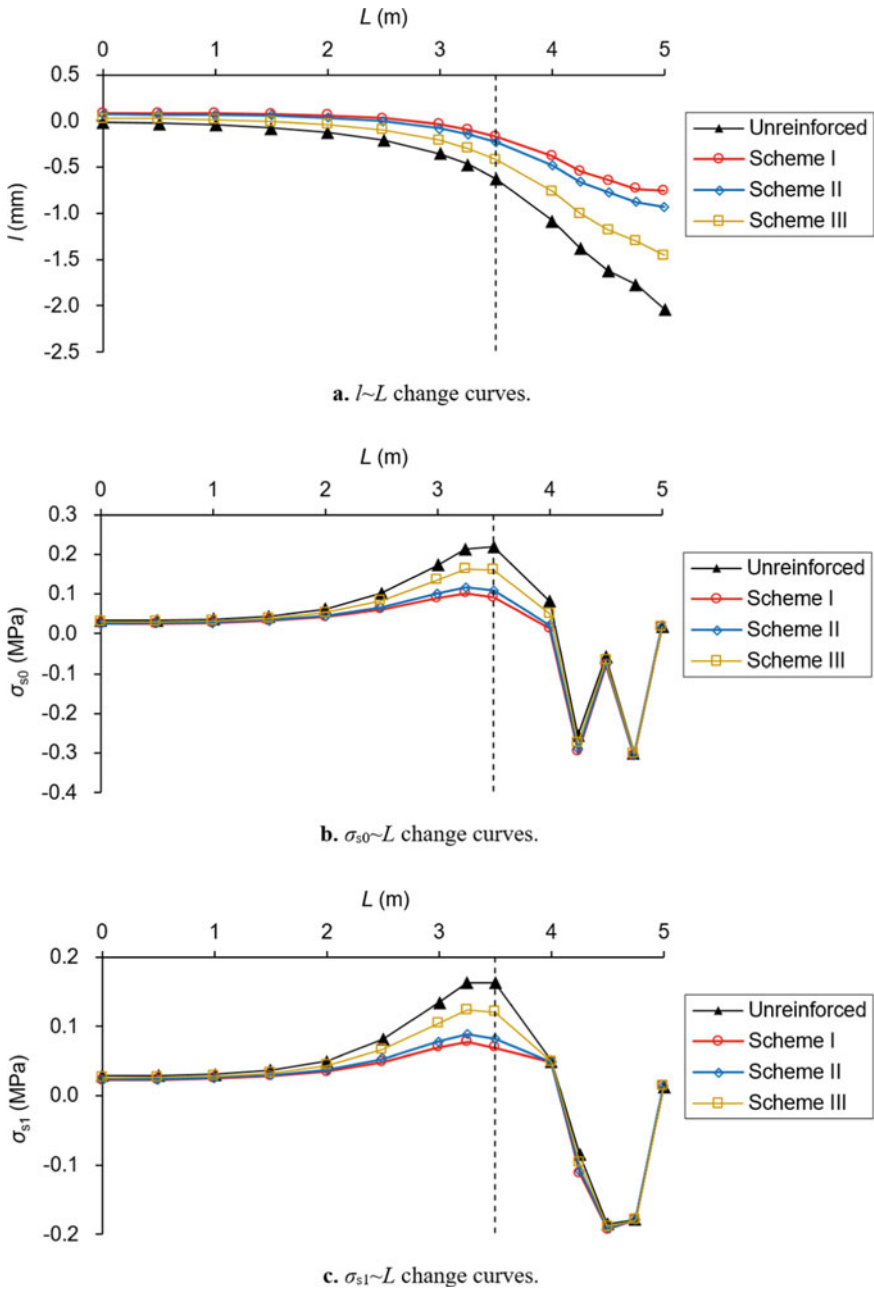 L (m)
0 1 2 3 4 5
0.5
0.0
-0.5
-1.0
-1.5
-2.0
-2.5
l (mm)
Unreinforced
Scheme I
Scheme II
Scheme III
a. l~L change curves.
L (m)
0 1 2 3 4 5
0.3
0.2
0.1
0.0
-0.1
-0.2
-0.3
-0.4
σs0 (MPa)
Unreinforced
Scheme I
Scheme II
Scheme III
b. σs0~L change curves.
L (m)
0 1 2 3 4 5
0.2
0.1
0.0
-0.1
-0.2
σs1 (MPa)
Unreinforced
Scheme I
Scheme II
Scheme III
c. σs1~L change curves.